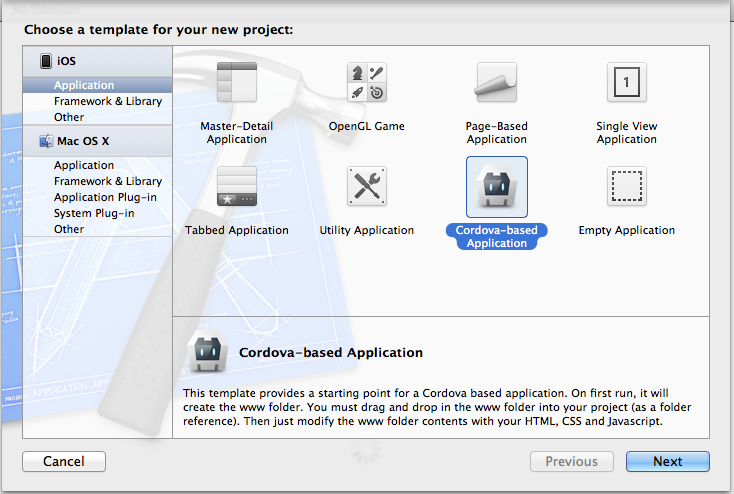 Choose a template for your new project:
iOS
Application
Framework & Library
Other
Mac OS X
Application
Framework & Library
Application Plug-in
System Plug-in
Other
Master-Detail
Application
OpenGL Game
Page-Based
Application
1
Single View
Application
Tabbed Application
Utility Application
Cordova-based
Application
Empty Application
Cordova-based Application
This template provides a starting point for a Cordova based application. On first run, it will
create the www folder. You must drag and drop in the www folder into your project (as a folder
reference). Then just modify the www folder contents with your HTML, CSS and Javascript.
Cancel
Previous
Next